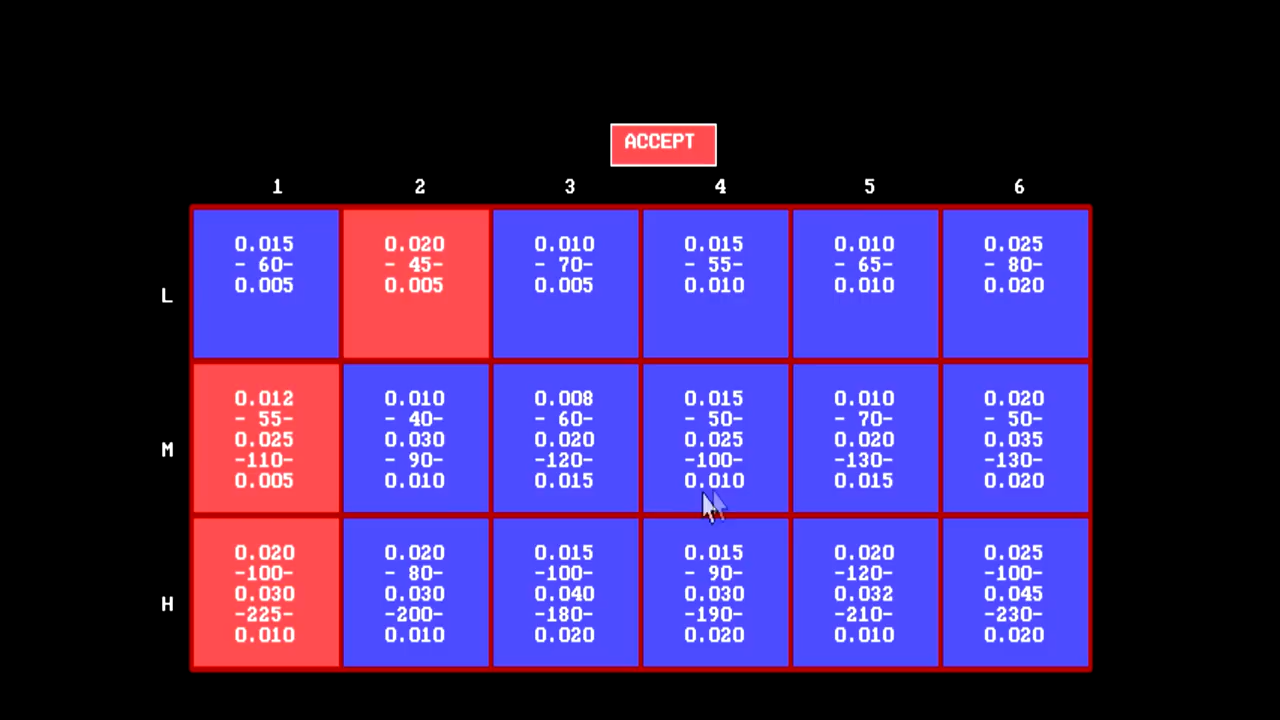 ACCEPT
1 2 3 4 5 6
L
0.015 0.020 0.010 0.015 0.010 0.025
- 60- - 45- - 70- - 55- - 65- - 80-
0.005 0.005 0.005 0.010 0.010 0.020
M
0.012 0.010 0.008 0.015 0.010 0.020
- 55- - 40- - 60- - 50- - 70- - 50-
0.025 0.030 0.020 0.025 0.020 0.035
-110- - 90- -120- -100- -130- -130-
0.005 0.010 0.015 0.010 0.015 0.020
H
0.020 0.020 0.015 0.015 0.020 0.025
-100- - 80- -100- - 90- -120- -100-
0.030 0.030 0.040 0.030 0.032 0.045
-225- -200- -180- -190- -210- -230-
0.010 0.010 0.020 0.020 0.010 0.020